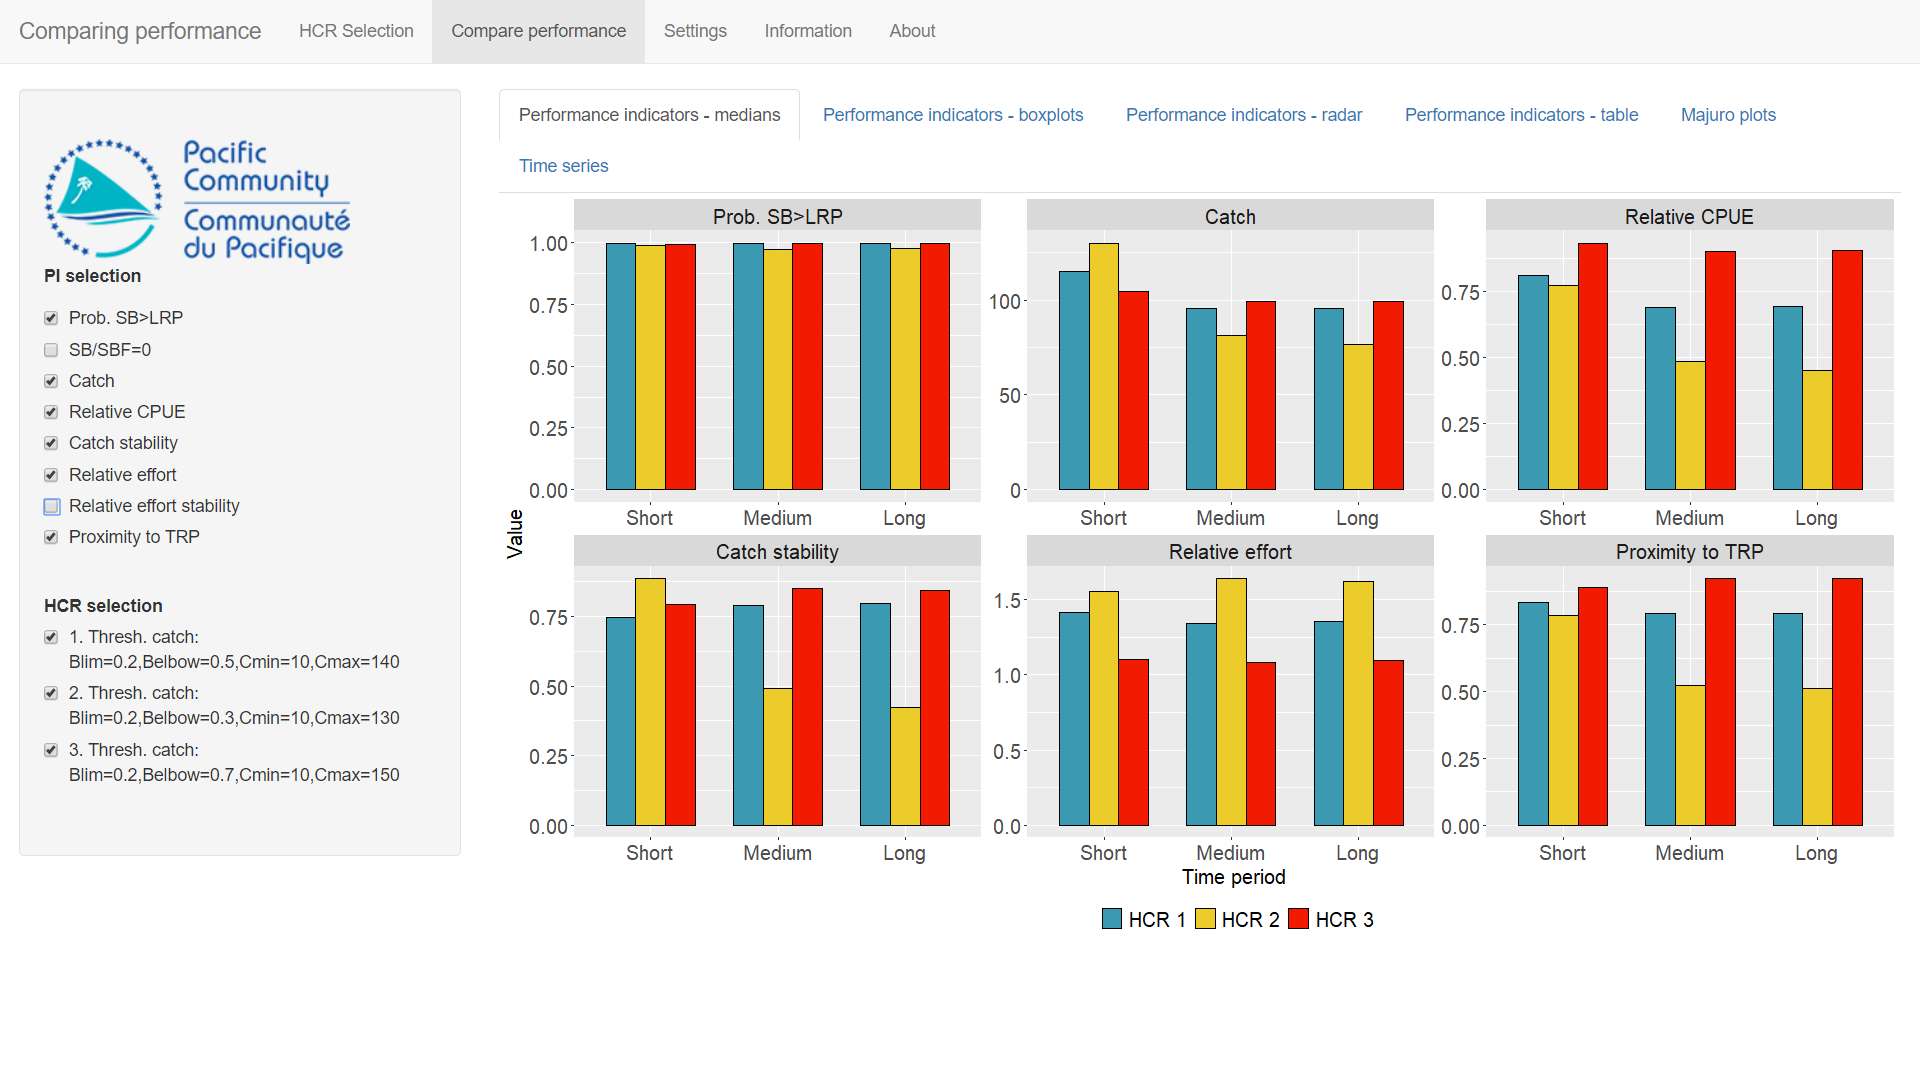 Comparing performance HCR Selection Compare performance Settings Information About
Pacific
Community
Communauté
du Pacifique
PI selection
Prob. SB>LRP
SB/SBF=0
Catch
Relative CPUE
Catch stability
Relative effort
Relative effort stability
Proximity to TRP
HCR selection
1. Thresh. catch:
Blim=0.2,Belbow=0.5,Cmin=10,Cmax=140
2. Thresh. catch:
Blim=0.2,Belbow=0.3,Cmin=10,Cmax=130
3. Thresh. catch:
Blim=0.2,Belbow=0.7,Cmin=10,Cmax=150
Performance indicators - medians Performance indicators - boxplots Performance indicators - radar Performance indicators - table Majuro plots
Time series
Value
Prob. SB>LRP
1.00
0.75
0.50
0.25
0.00
Short Medium Long
Catch
100
50
0
Short Medium Long
Relative CPUE
0.75
0.50
0.25
0.00
Short Medium Long
Catch stability
0.75
0.50
0.25
0.00
Short Medium Long
Relative effort
1.5
1.0
0.5
0.0
Short Medium Long
Proximity to TRP
0.75
0.50
0.25
0.00
Short Medium Long
Time period
HCR 1 HCR 2 HCR 3